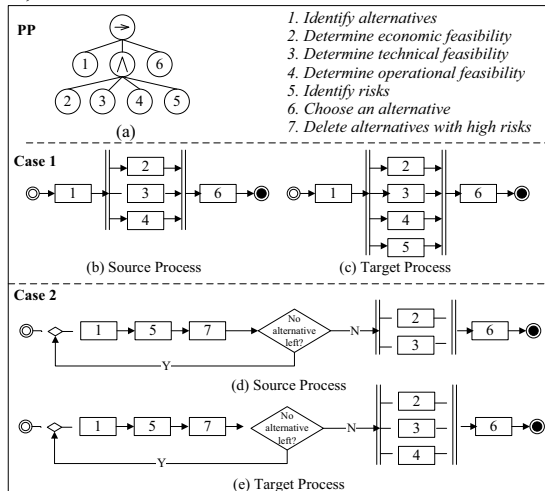 PP
→
1
∧
6
2
3
4
5
(a)
1. Identify alternatives
2. Determine economic feasibility
3. Determine technical feasibility
4. Determine operational feasibility
5. Identify risks
6. Choose an alternative
7. Delete alternatives with high risks
Case 1
1
2
3
4
6
(b) Source Process
1
2
3
4
5
6
(c) Target Process
Case 2
1
5
7
No
alternative
left?
N
Y
2
3
6
(d) Source Process
1
5
7
No
alternative
left?
N
Y
2
3
4
6
(e) Target Process